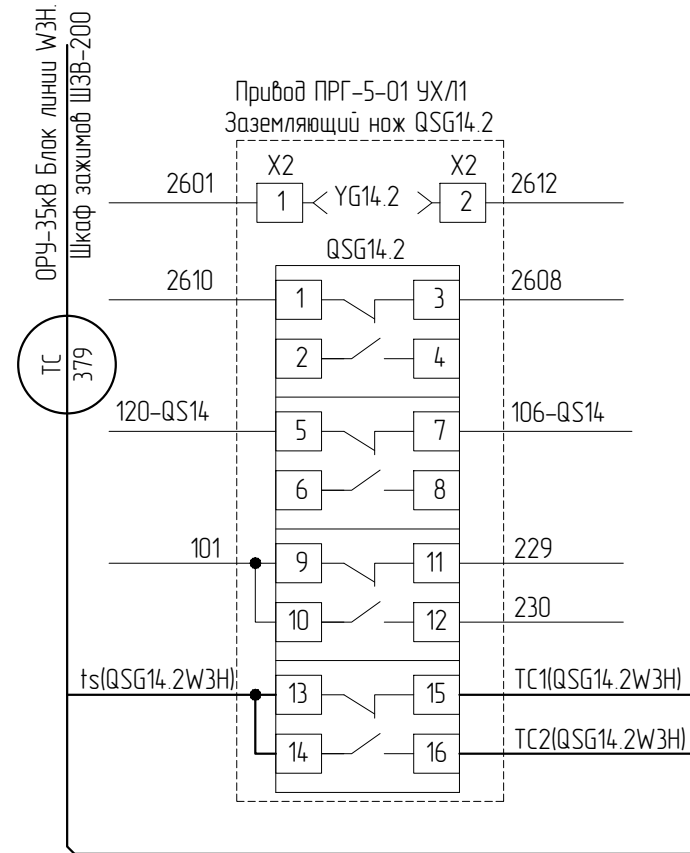 ОРУ-35кВ Блок линии W3Н.
Шкаф зажимов ШЗВ-200
Привод ПРГ-5-01 УХЛ1
Заземляющий нож QSG14.2
X2 X2
2601 1 YG14.2 2 2612
QSG14.2
2610 1 3 2608
2 4
ТС
379
120-QS14 5 7 106-QS14
6 8
101 9 11 229
10 12 230
ts(QSG14.2W3H) 13 15 TC1(QSG14.2W3H)
14 16 TC2(QSG14.2W3H)